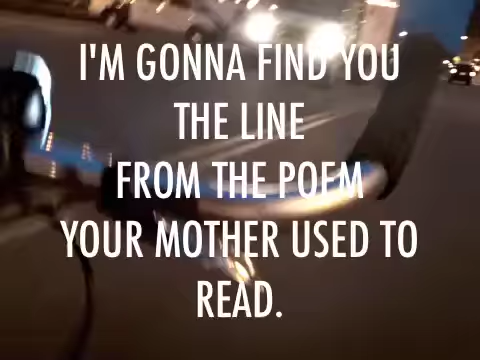 I'M GONNA FIND YOU
THE LINE
FROM THE POEM
YOUR MOTHER USED TO
READ.